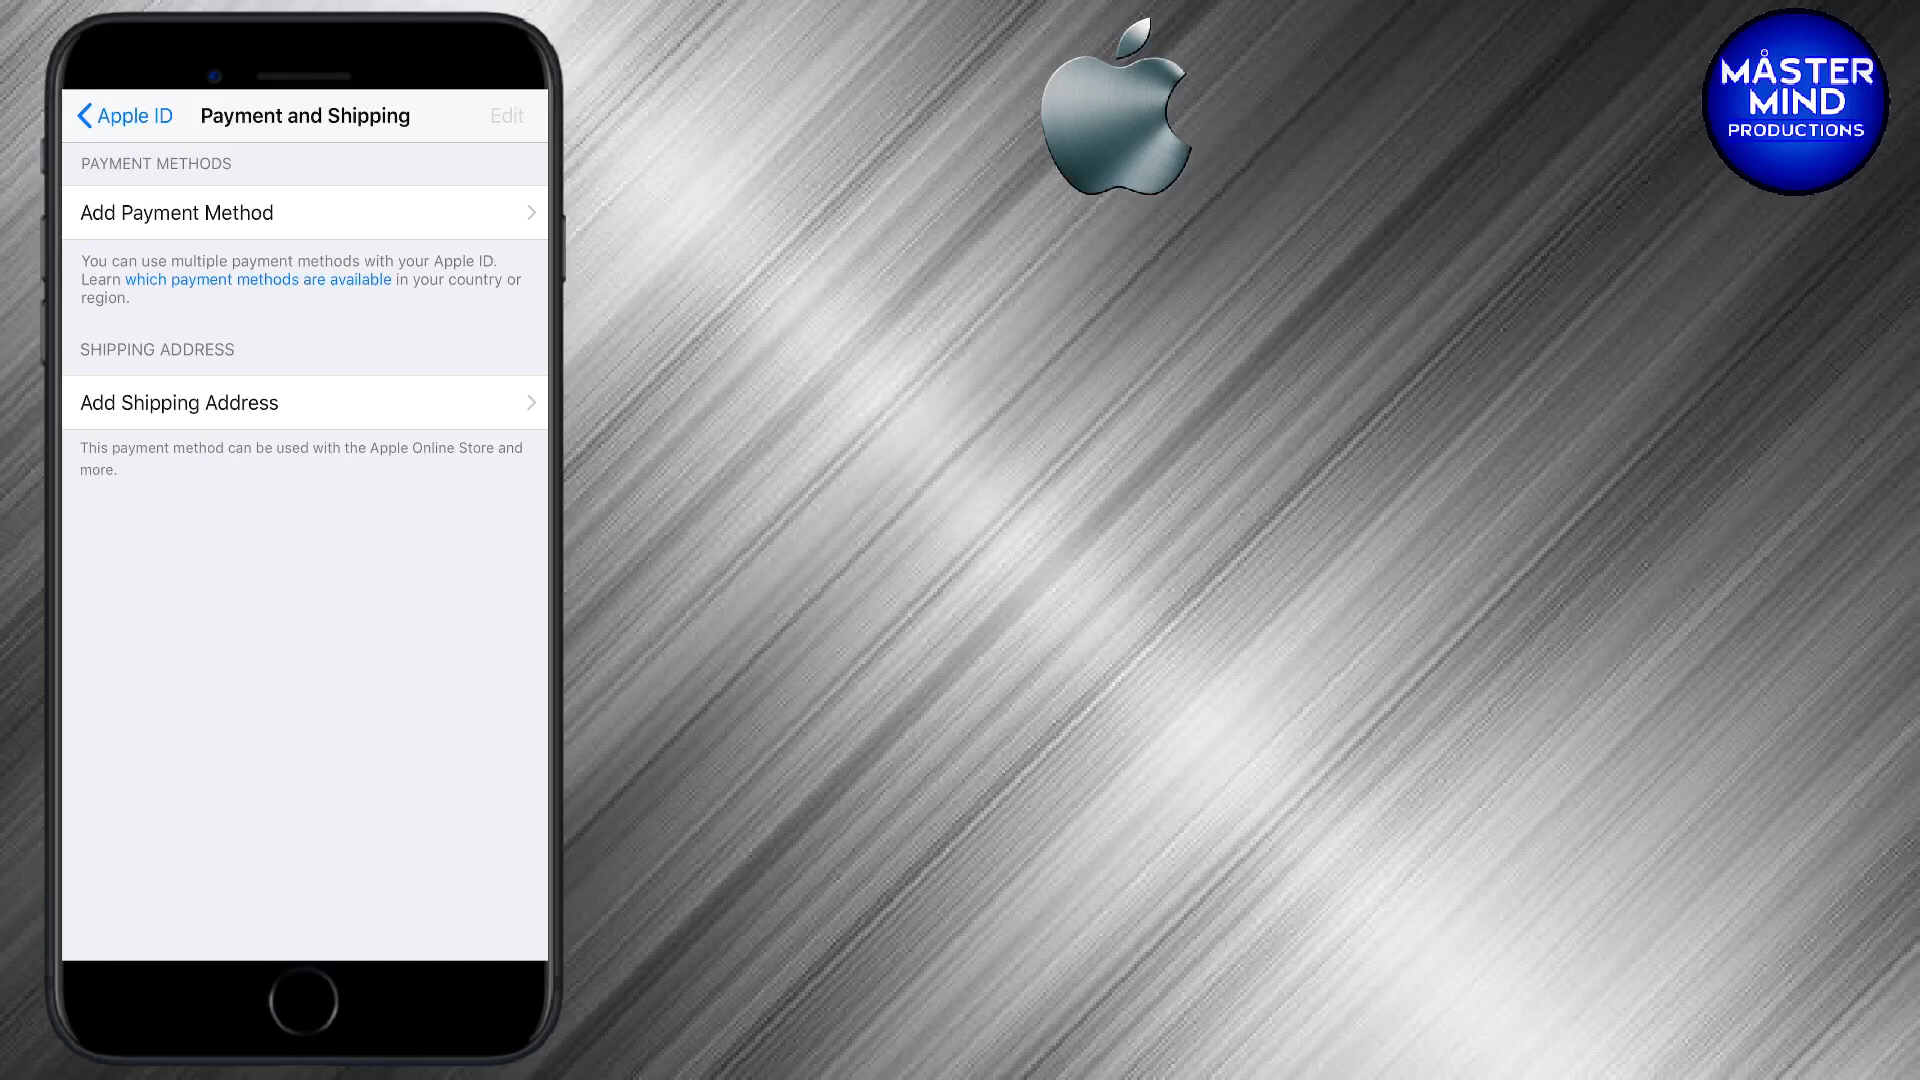 Apple ID
Payment and Shipping
Edit
PAYMENT METHODS
Add Payment Method
You can use multiple payment methods with your Apple ID.
Learn which payment methods are available in your country or
region.
SHIPPING ADDRESS
Add Shipping Address
This payment method can be used with the Apple Online Store and
more.
MASTER
MIND
PRODUCTIONS